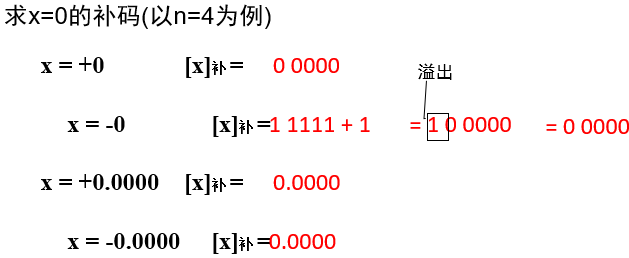 求x=0的补码(以n=4为例)
x = +0 [x]补 = 0 0000
溢出
x = -0 [x]补 =1 1111 + 1 = 1 0 0000 = 0 0000
x = +0.0000 [x]补 = 0.0000
x = -0.0000 [x]补 =0.0000